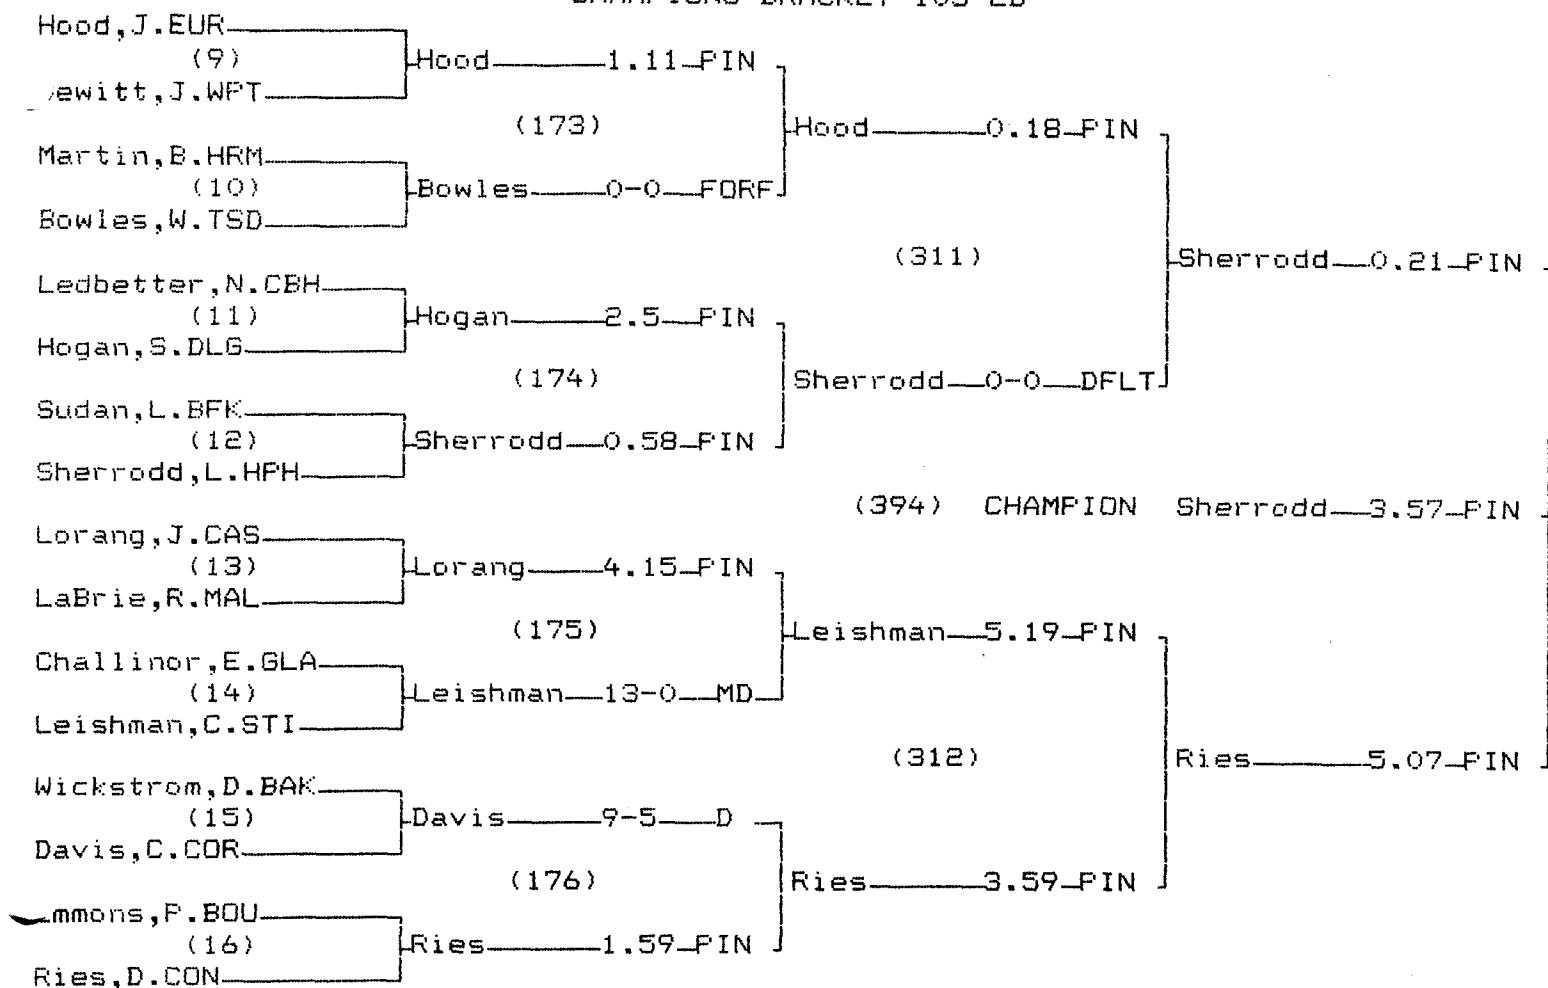 Hood,J.EUR
(9) Hood 1.11 PIN
ewitt,J.WPT
(173) Hood 0.18 PIN
Martin,B.HRM
(10) Bowles 0-0 FORF
Bowles,W.TSD
(311) Sherrodd 0.21 PIN
Ledbetter,N.CBH
(11) Hogan 2.5 PIN
Hogan,S.DLG
(174) Sherrodd 0-0 DFLT
Sudan,L.BFK
(12) Sherrodd 0.58 PIN
Sherrodd,L.HPH
(394) CHAMPION Sherrodd 3.57 PIN
Lorang,J.CAS
(13) Lorang 4.15 PIN
LaBrie,R.MAL
(175) Leishman 5.19 PIN
Challinor,E.GLA
(14) Leishman 13-0 MD
Leishman,C.STI
(312) Ries 5.07 PIN
Wickstrom,D.BAK
(15) Davis 9-5 D
Davis,C.COR
(176) Ries 3.59 PIN
mmons,P.BOU
(16) Ries 1.59 PIN
Ries,D.CON